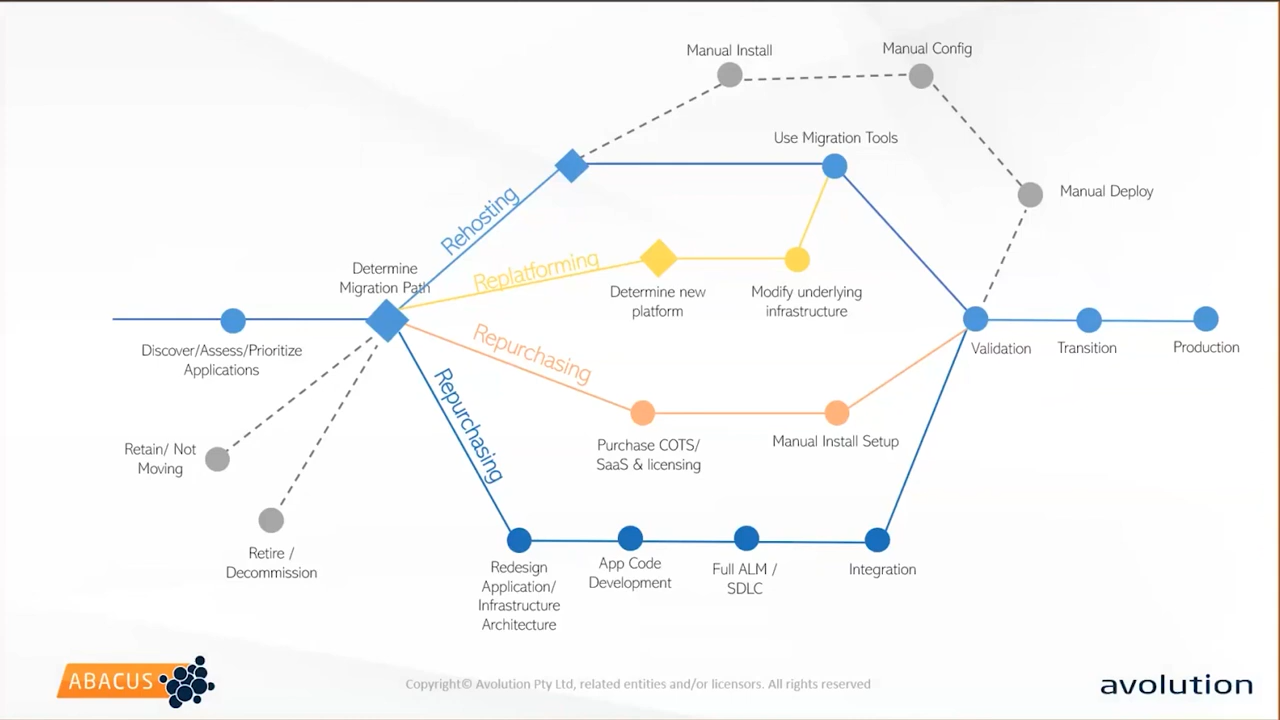 Manual Install
Manual Config
Use Migration Tools
Manual Deploy
Rehosting
Determine
Migration Path
Replatforming
Determine new
platform
Modify underlying
infrastructure
Discover/Assess/Prioritize
Applications
Repurchasing
Validation
Transition
Production
Repurchasing
Retain/ Not
Moving
Purchase COTS/
SaaS & licensing
Manual Install Setup
Retire /
Decommission
Redesign
Application/
Infrastructure
Architecture
App Code
Development
Full ALM /
SDLC
Integration
ABACUS
Copyright© Avolution Pty Ltd, related entities and/or licensors. All rights reserved
avolution